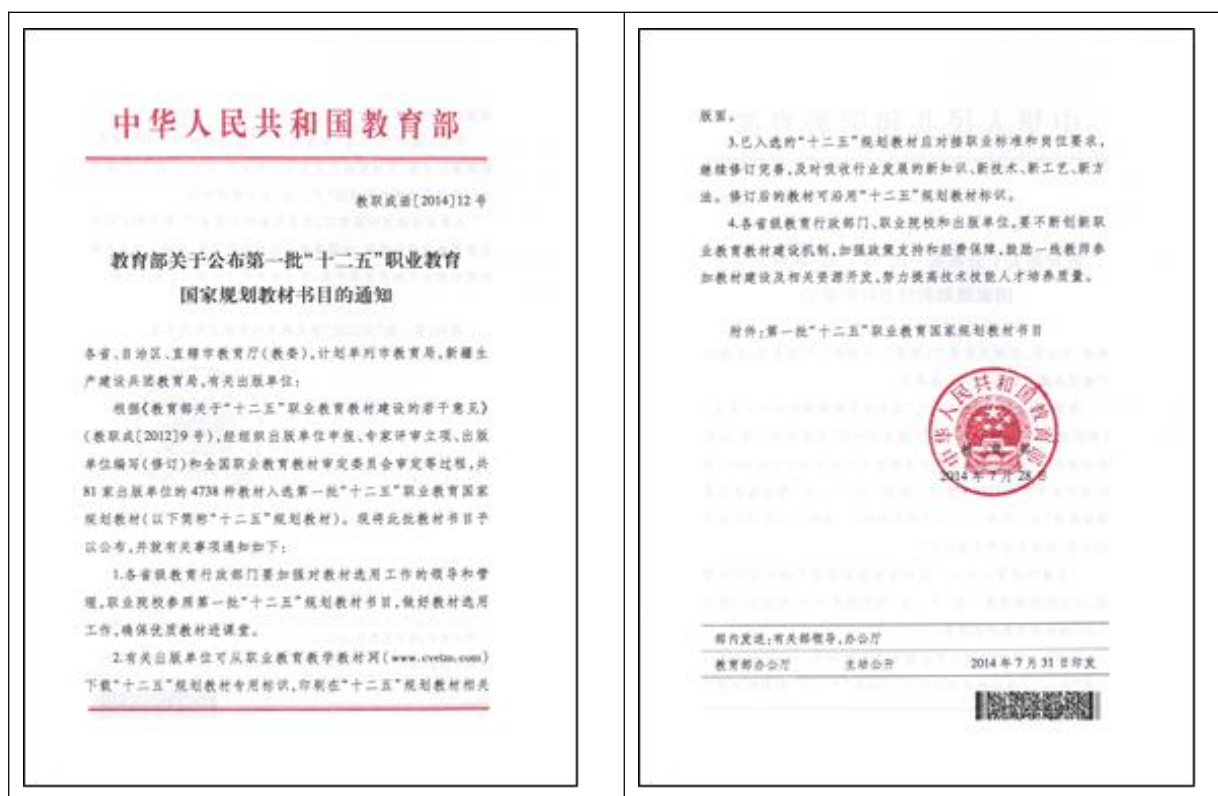 中华人民共和国教育部
教职成函[2014]12号
教育部关于公布第一批“十二五”职业教育
国家规划教材书目的通知
各省、自治区、直辖市教育厅(教委),计划单列市教育局,新疆生
产建设兵团教育局,有关出版单位:
根据《教育部关于“十二五”职业教育教材建设的若干意见》
(教职成[2012]9号),经组织出版单位申报、专家评审立项、出版
单位编写(修订)和全国职业教育教材审定委员会审定等过程,共
81家出版单位的4738种教材入选第一批“十二五”职业教育国家
规划教材(以下简称“十二五”规划教材)。现将此批教材书目予
以公布,并就有关事项通知如下:
1.各省级教育行政部门要加强对教材选用工作的领导和管
理,职业院校参照第一批“十二五”规划教材书目,做好教材选用
工作,确保优质教材进课堂。
2.有关出版单位可从职业教育教学教材网(www.cvetm.com)
下载“十二五”规划教材专用标识,印刷在“十二五”规划教材相关
版面。
3.已入选的“十二五”规划教材应对接职业标准和岗位要求,
继续修订完善,及时吸收行业发展的新知识、新技术、新工艺、新方
法。修订后的教材可沿用“十二五”规划教材标识。
4.各省级教育行政部门、职业院校和出版单位,要不断创新职
业教育教材建设机制,加强政策支持和经费保障,鼓励一线教师参
加教材建设及相关资源开发,努力提高技术技能人才培养质量。
附件:第一批“十二五”职业教育国家规划教材书目
中华人民共和国教育部
教育部
2014年7月28日
部内发送:有关部领导,办公厅
教育部办公厅 主动公开 2014年7月31日印发